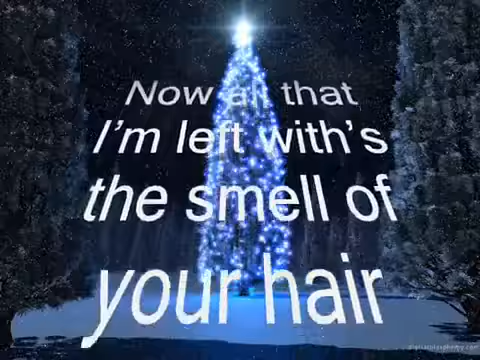 Now all that
I'm left with's
the smell of
your hair